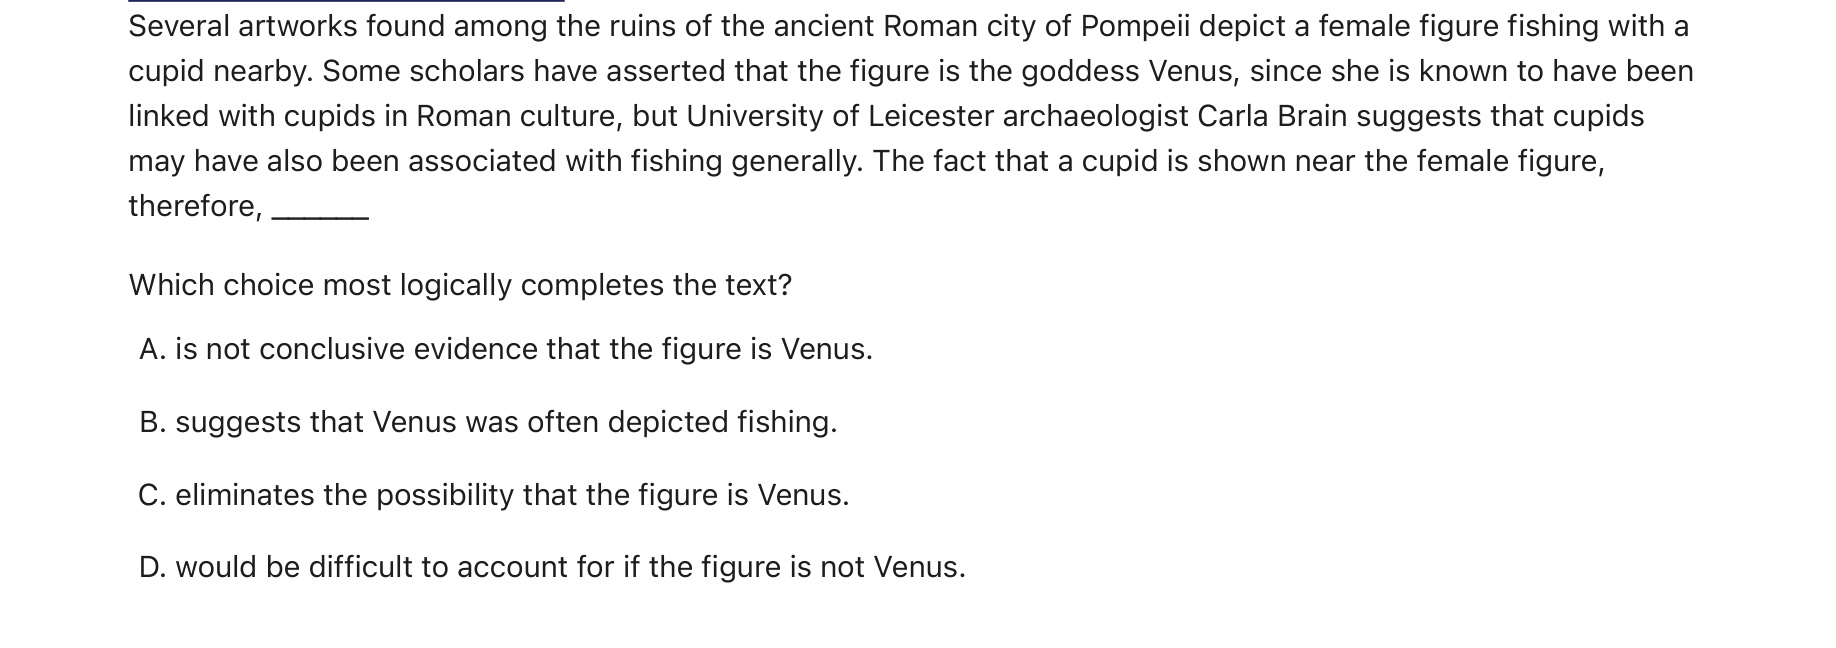 Several artworks found among the ruins of the ancient Roman city of Pompeii depict a female figure fishing with a
cupid nearby. Some scholars have asserted that the figure is the goddess Venus, since she is known to have been
linked with cupids in Roman culture, but University of Leicester archaeologist Carla Brain suggests that cupids
may have also been associated with fishing generally. The fact that a cupid is shown near the female figure,
therefore, ______
Which choice most logically completes the text?
A. is not conclusive evidence that the figure is Venus.
B. suggests that Venus was often depicted fishing.
C. eliminates the possibility that the figure is Venus.
D. would be difficult to account for if the figure is not Venus.